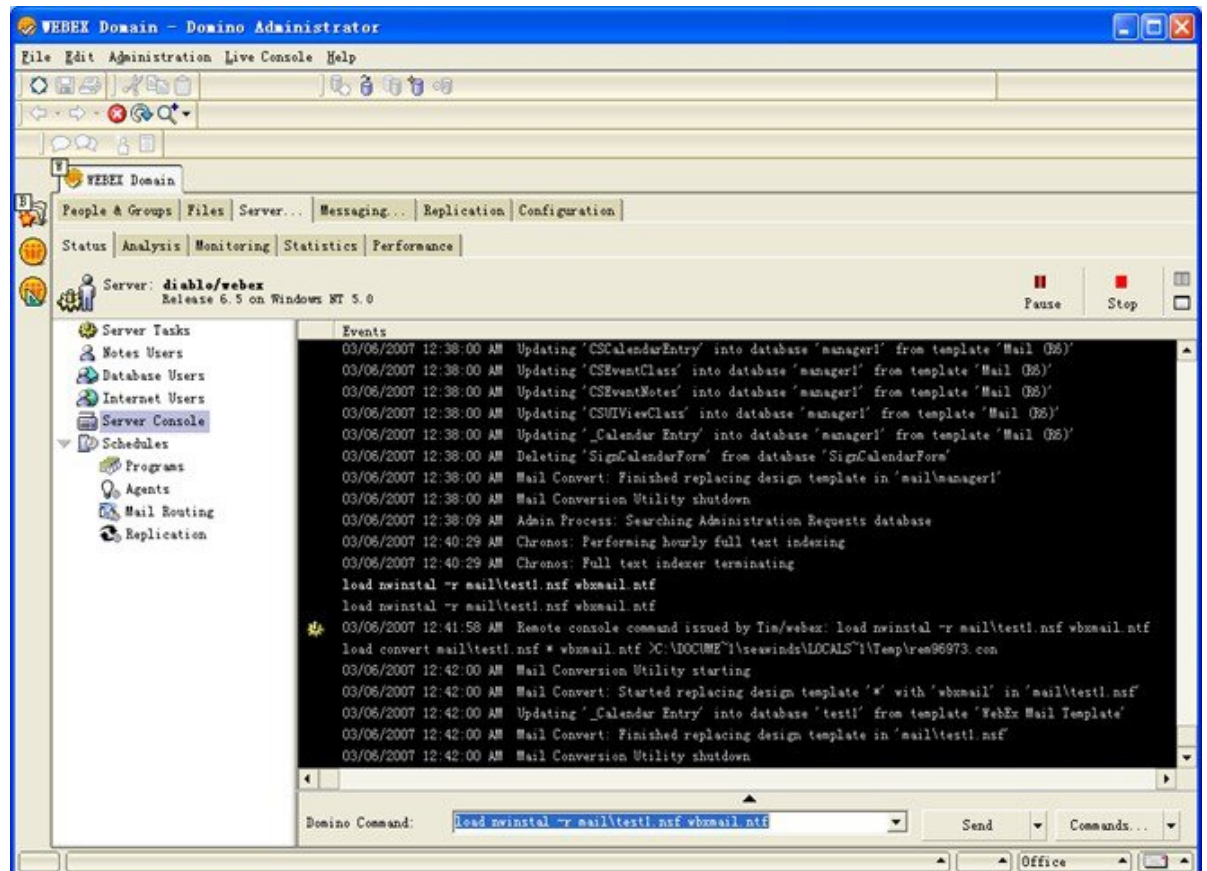 WEBEX Domain - Domino Administrator
File Edit Administration Live Console Help
WEBEX Domain
People & Groups Files Server... Messaging... Replication Configuration
Status Analysis Monitoring Statistics Performance
Server: diablo/webex
Release 6.5 on Windows NT 5.0
Pause Stop
Server Tasks
Notes Users
Database Users
Internet Users
Server Console
Schedules
Programs
Agents
Mail Routing
Replication
Events
03/06/2007 12:38:00 AM Updating 'CSCalendarEntry' into database 'manager1' from template 'Mail (R6)'
03/06/2007 12:38:00 AM Updating 'CSEventClass' into database 'manager1' from template 'Mail (R6)'
03/06/2007 12:38:00 AM Updating 'CSEventNotes' into database 'manager1' from template 'Mail (R6)'
03/06/2007 12:38:00 AM Updating 'CSUIViewClass' into database 'manager1' from template 'Mail (R6)'
03/06/2007 12:38:00 AM Updating '_Calendar Entry' into database 'manager1' from template 'Mail (R6)'
03/06/2007 12:38:00 AM Deleting 'SignCalendarForm' from database 'SignCalendarForm'
03/06/2007 12:38:00 AM Mail Convert: Finished replacing design template in 'mail\manager1'
03/06/2007 12:38:00 AM Mail Conversion Utility shutdown
03/06/2007 12:38:09 AM Admin Process: Searching Administration Requests database
03/06/2007 12:40:29 AM Chronos: Performing hourly full text indexing
03/06/2007 12:40:29 AM Chronos: Full text indexer terminating
load nwinstal -r mail\test1.nsf wbxmail.ntf
load nwinstal -r mail\test1.nsf wbxmail.ntf
03/06/2007 12:41:58 AM Remote console command issued by Tim/webex: load nwinstal -r mail\test1.nsf wbxmail.ntf
load convert mail\test1.nsf * wbxmail.ntf >C:\DOCUME~1\seawinds\LOCALS~1\Temp\rem96973.con
03/06/2007 12:42:00 AM Mail Conversion Utility starting
03/06/2007 12:42:00 AM Mail Convert: Started replacing design template '*' with 'wbxmail' in 'mail\test1.nsf'
03/06/2007 12:42:00 AM Updating '_Calendar Entry' into database 'test1' from template 'WebEx Mail Template'
03/06/2007 12:42:00 AM Mail Convert: Finished replacing design template in 'mail\test1.nsf'
03/06/2007 12:42:00 AM Mail Conversion Utility shutdown
Domino Command: load nwinstal -r mail\test1.nsf wbxmail.ntf Send Commands...
Office